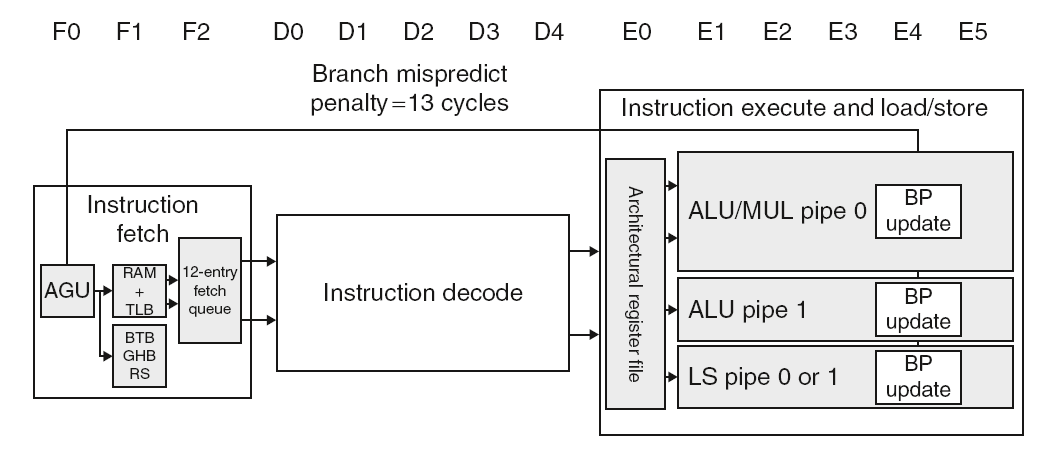 F0 F1 F2 D0 D1 D2 D3 D4 E0 E1 E2 E3 E4 E5
Branch mispredict
penalty=13 cycles
Instruction execute and load/store
Instruction
fetch
AGU
RAM
+
TLB
BTB
GHB
RS
12-entry
fetch
queue
Instruction decode
Architectural register file
ALU/MUL pipe 0
BP
update
ALU pipe 1
BP
update
LS pipe 0 or 1
BP
update